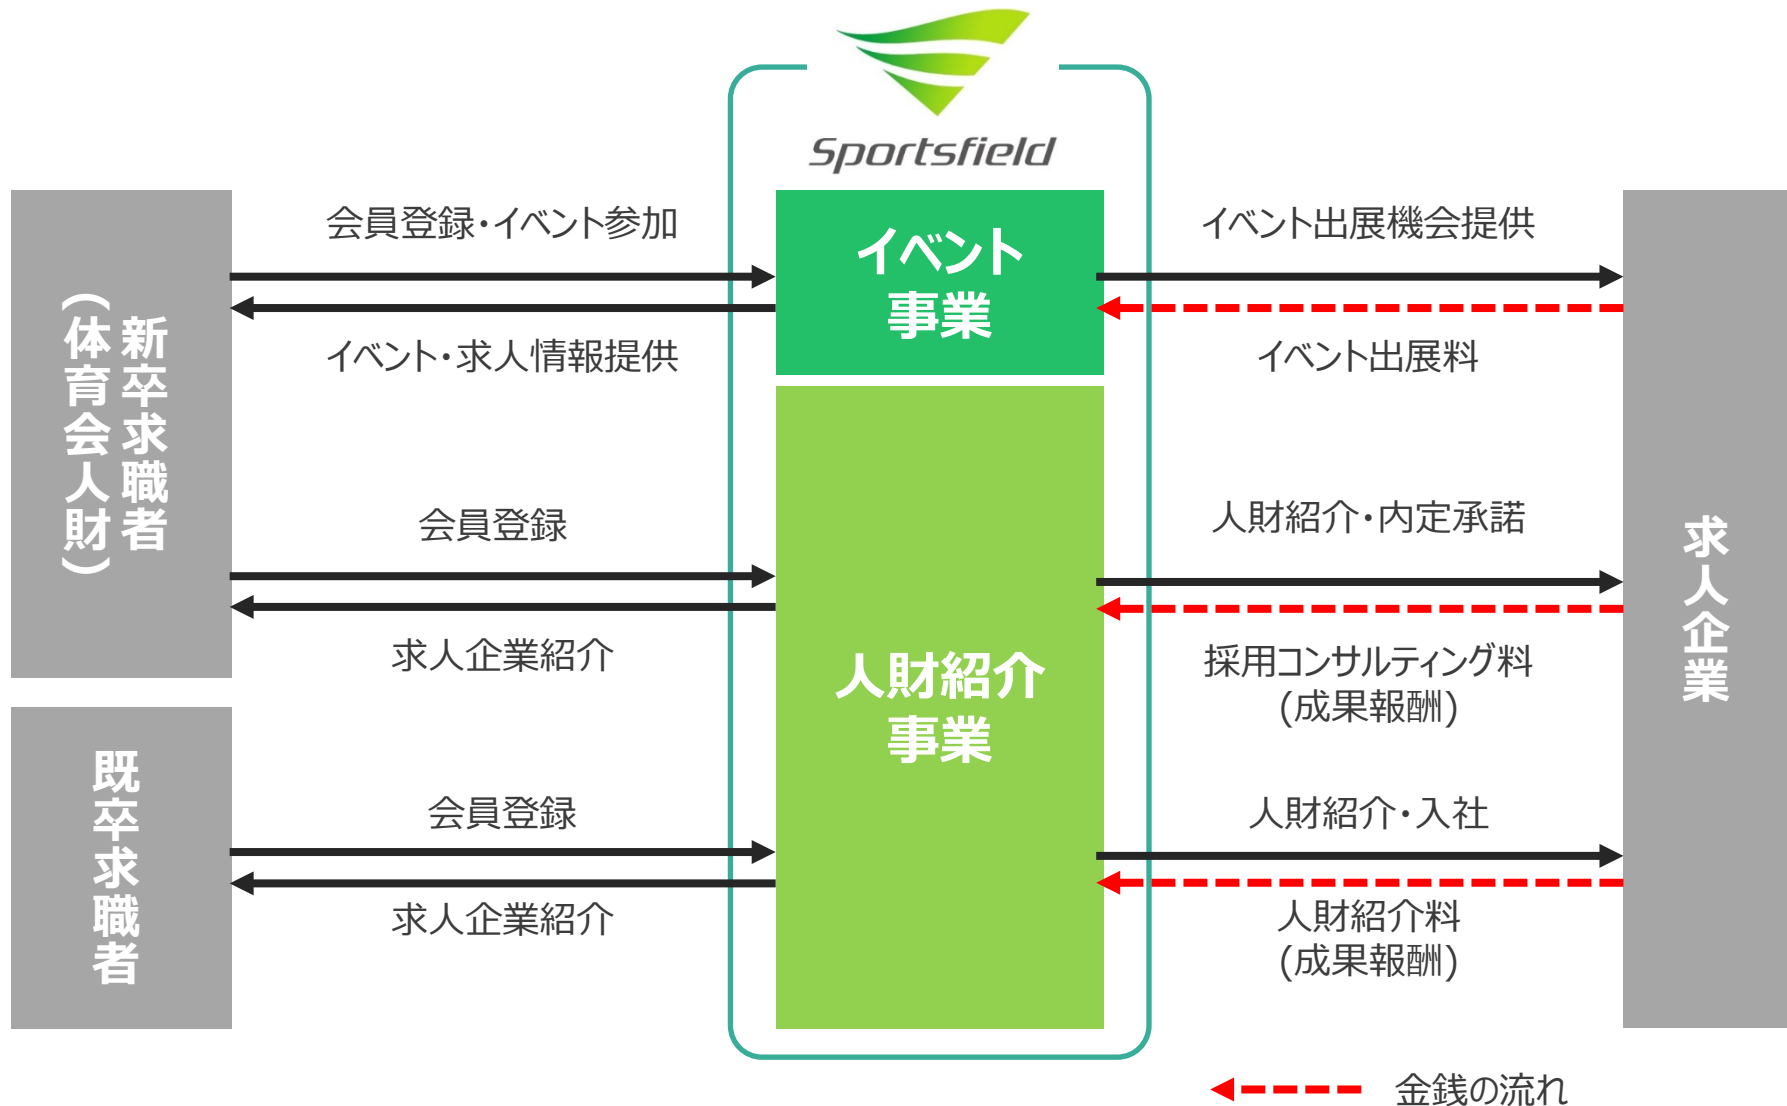 Sportsfield
新卒求職者
（体育会人財）
会員登録・イベント参加
イベント・求人情報提供
イベント
事業
イベント出展機会提供
イベント出展料
会員登録
求人企業紹介
人財紹介
事業
人財紹介・内定承諾
採用コンサルティング料
(成果報酬)
求人企業
既卒求職者
会員登録
求人企業紹介
人財紹介・入社
人財紹介料
(成果報酬)
金銭の流れ